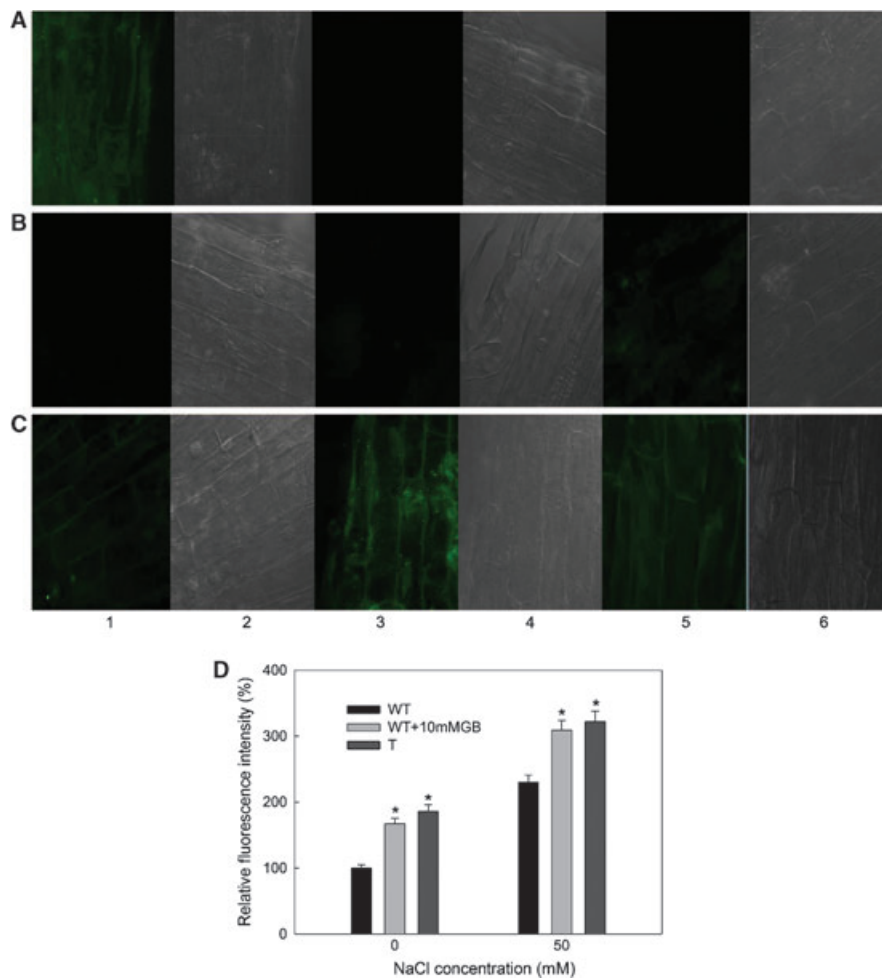 A
B
C
1 2 3 4 5 6
D
400
300
200
100
0
Relative fluorescence intensity (%)
WT
WT+10mMGB
T
* * * *
0 50
NaCl concentration (mM)